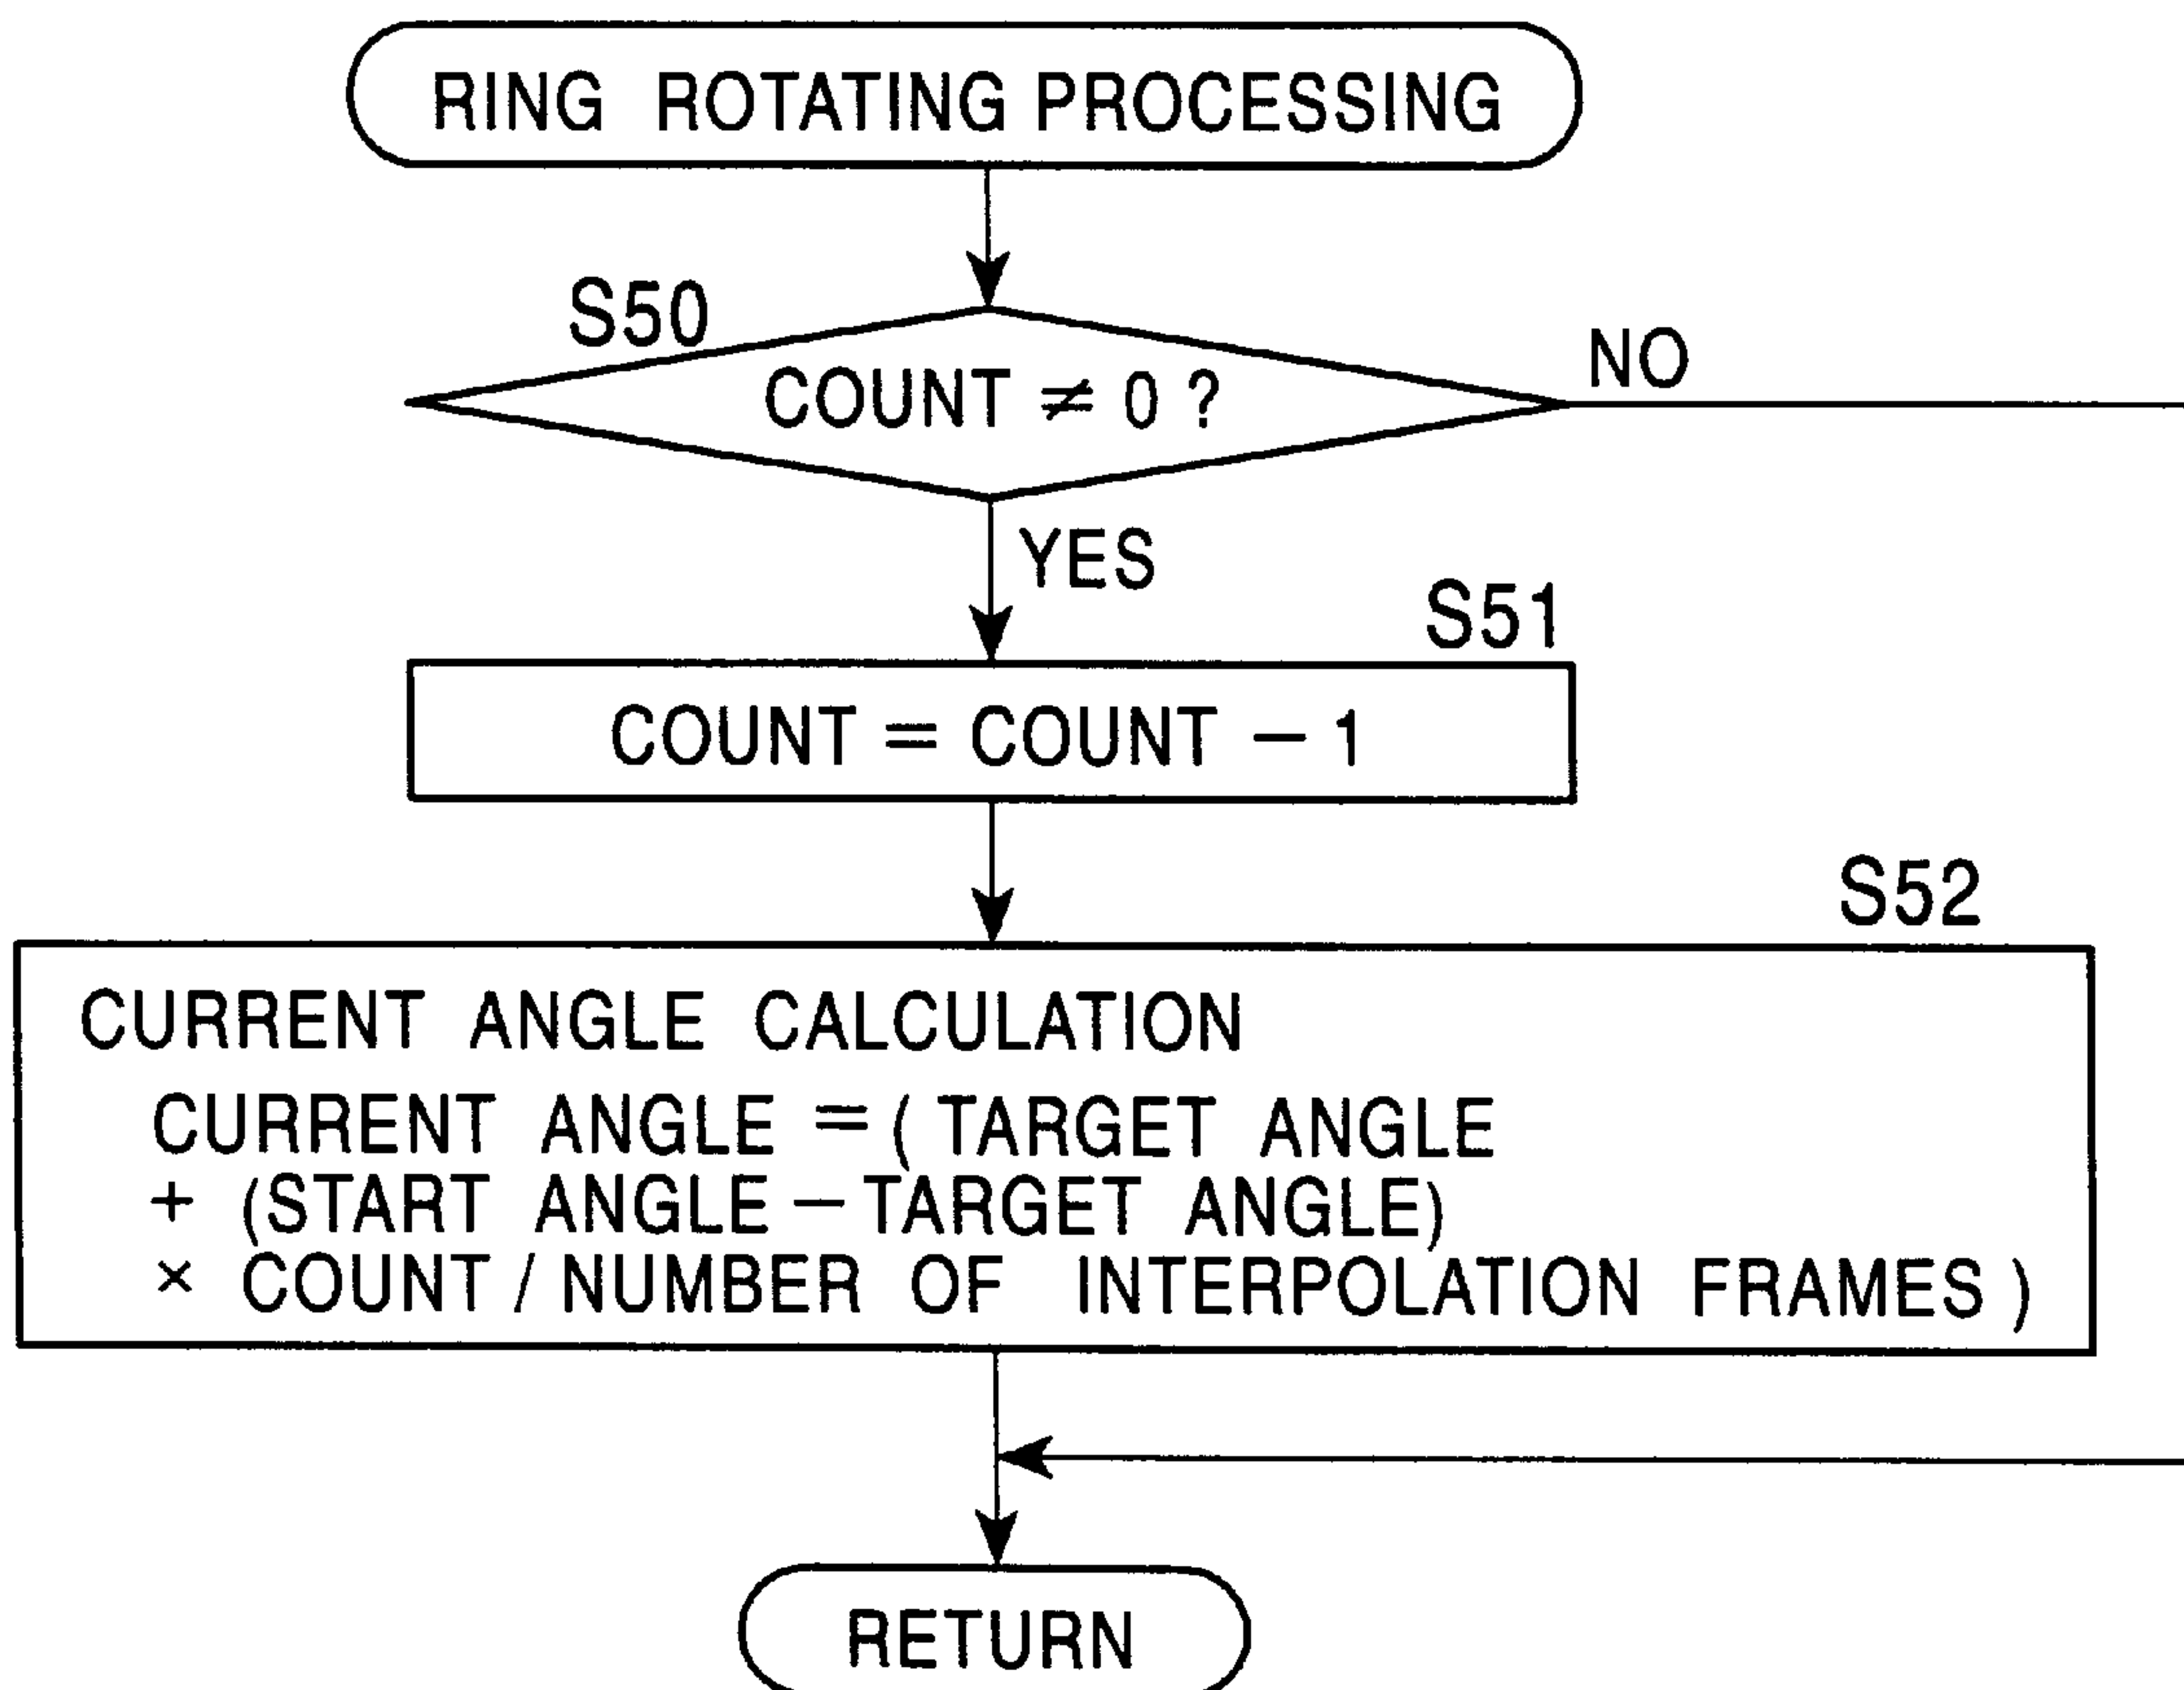 RING ROTATING PROCESSING
S50
COUNT ≠ 0 ?
NO
YES
S51
COUNT = COUNT − 1
S52
CURRENT ANGLE CALCULATION
CURRENT ANGLE = ( TARGET ANGLE
+ (START ANGLE − TARGET ANGLE)
× COUNT / NUMBER OF INTERPOLATION FRAMES )
RETURN